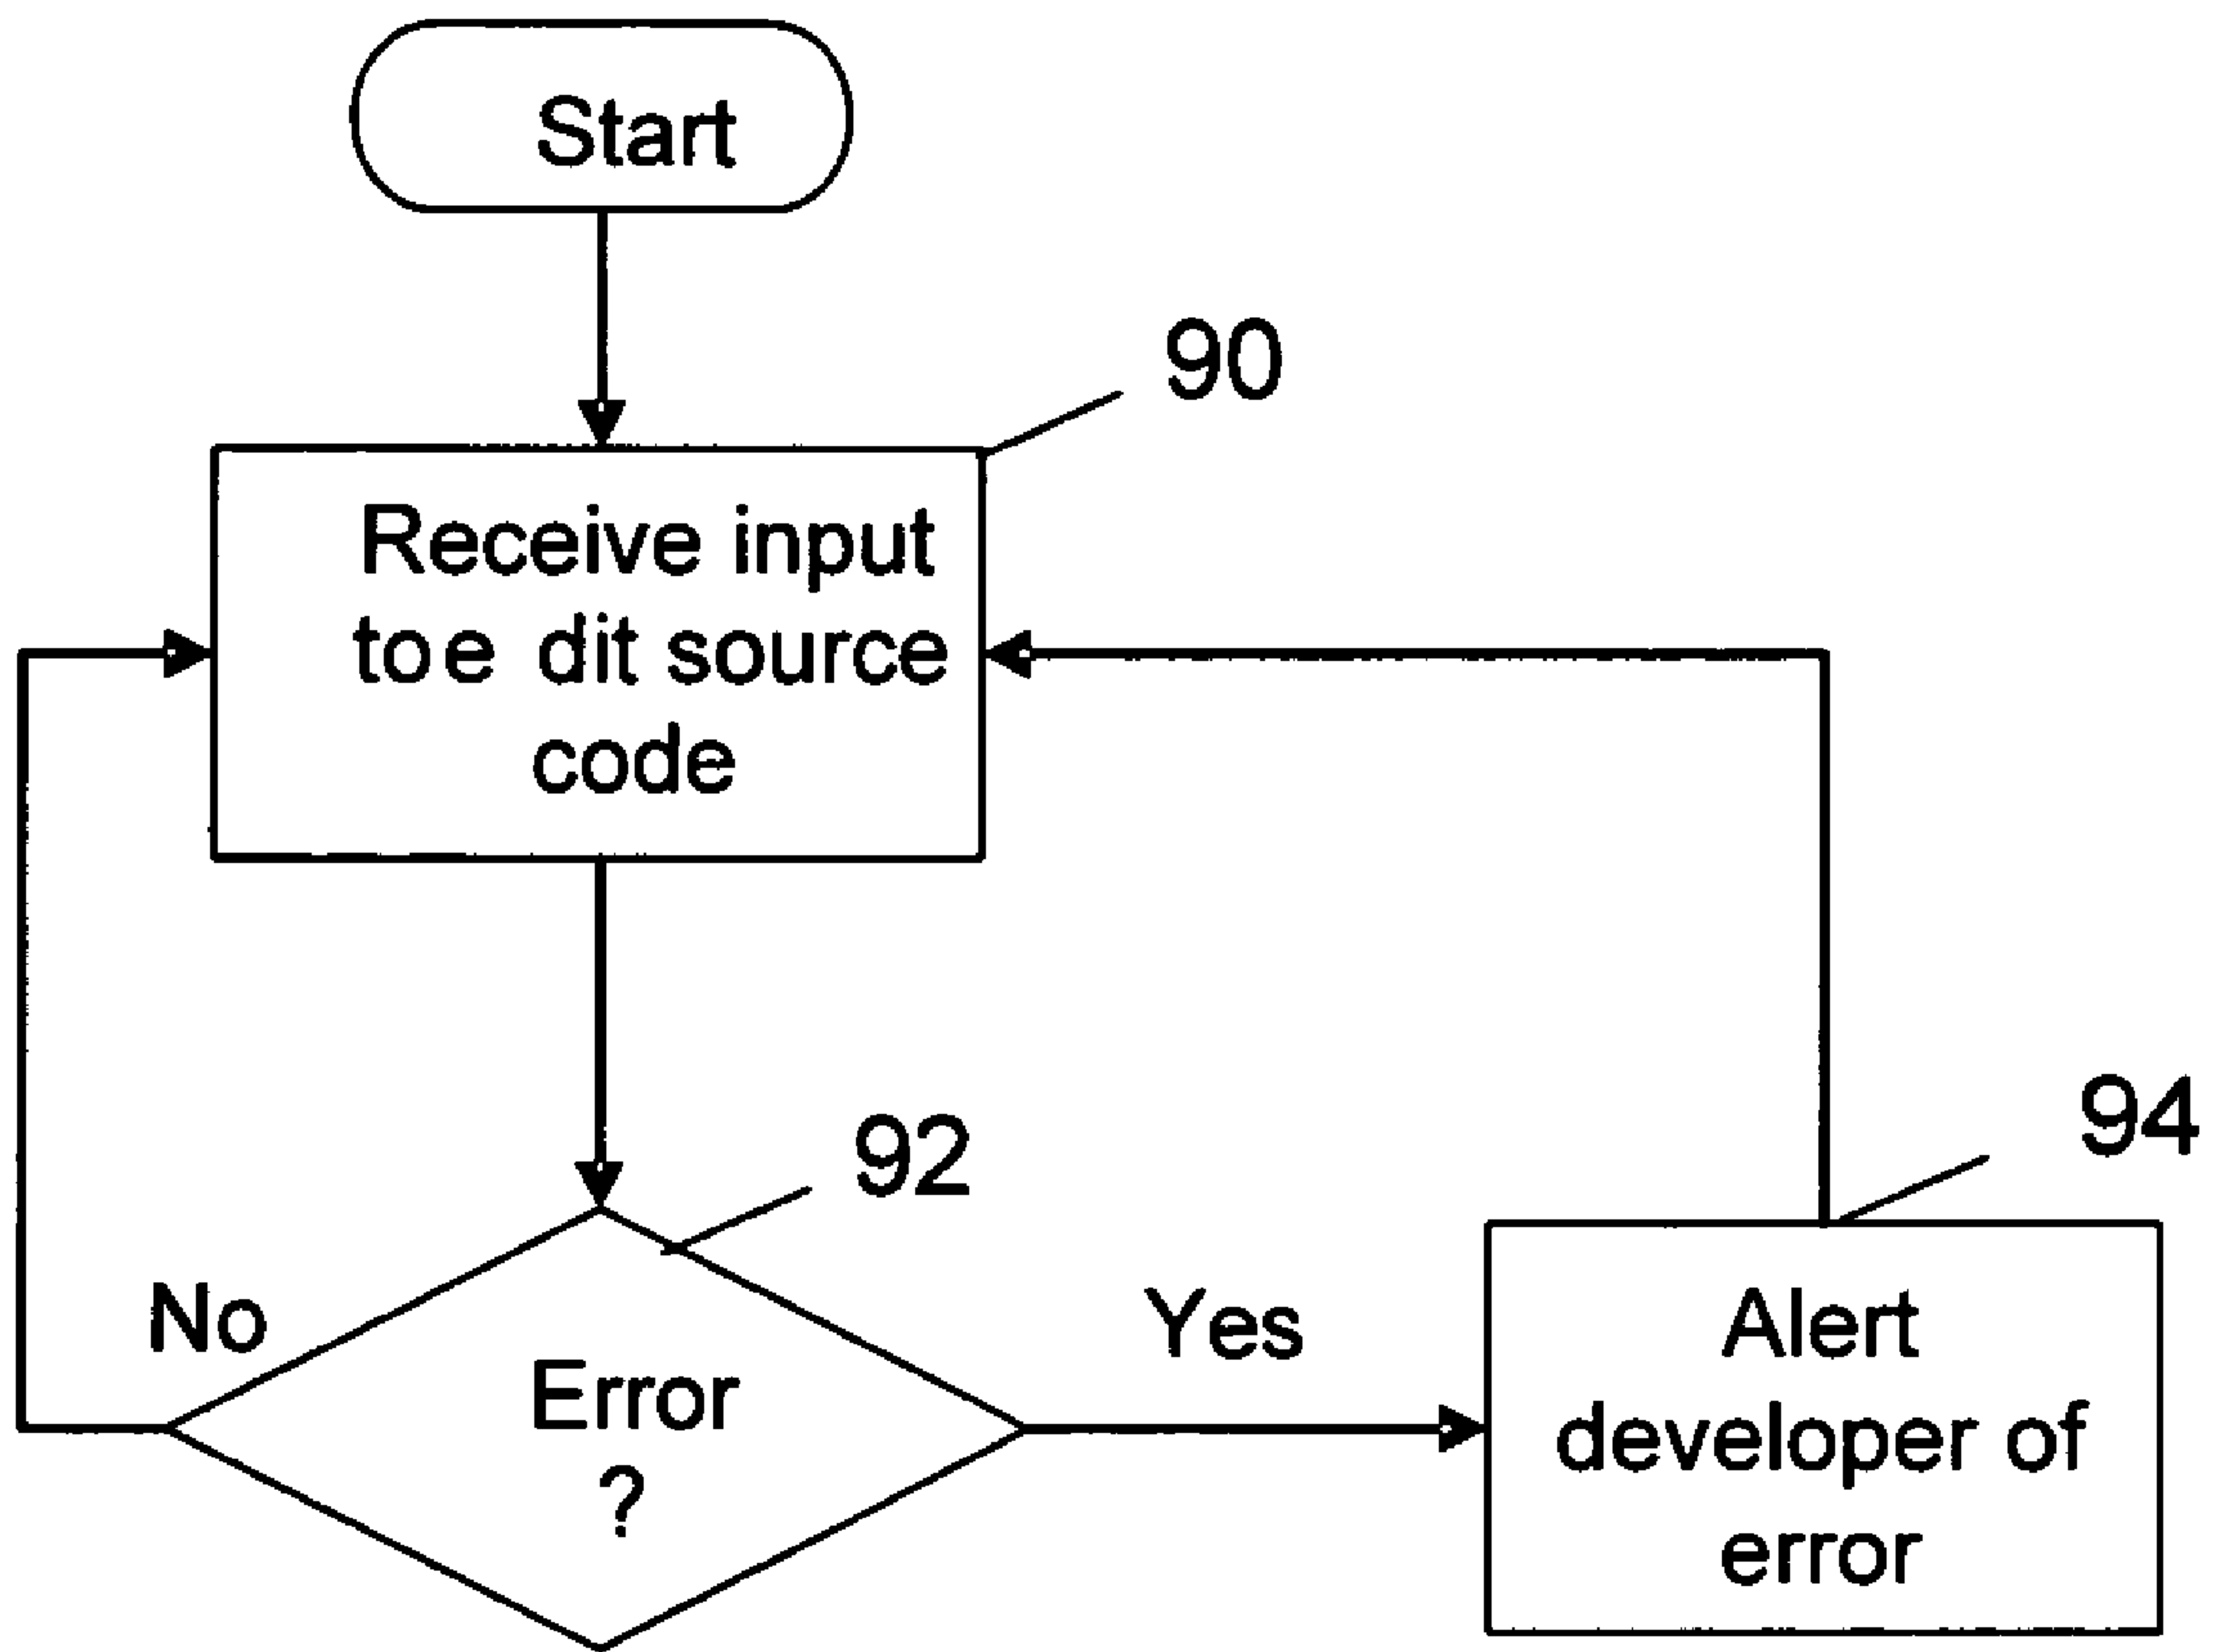 Start
90
Receive input
toe dit source
code
92
94
No
Yes
Error
?
Alert
developer of
error